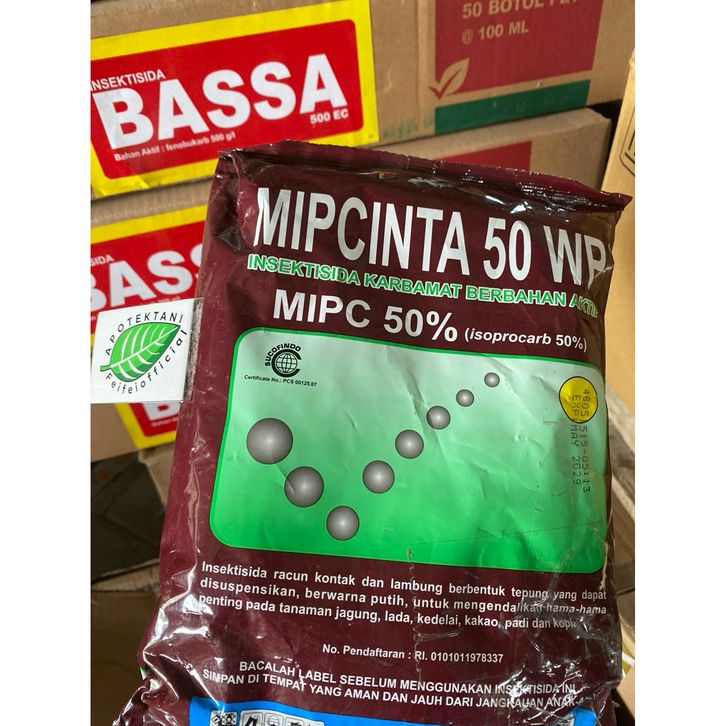 50 BOTOL PET
@ 100 ML
INSEKTISIDA
BASSA
500 EC
Bahan Aktif : fenobukarb 500 g/l
BASSA
APOTEKTANI
Feifeiofficial
MIPCINTA 50 WP
INSEKTISIDA KARBAMAT BERBAHAN AKTIF
MIPC 50% (isoprocarb 50%)
SUCOFINDO
Certificate No.: PCS 00125.07
MAY 2029
Insektisida racun kontak dan lambung berbentuk tepung yang dapat
disuspensikan, berwarna putih, untuk mengendalikan hama-hama
penting pada tanaman jagung, lada, kedelai, kakao, padi dan kopi.
No. Pendaftaran : RI. 0101011978337
BACALAH LABEL SEBELUM MENGGUNAKAN INSEKTISIDA INI
SIMPAN DI TEMPAT YANG AMAN DAN JAUH DARI JANGKAUAN ANAK-A